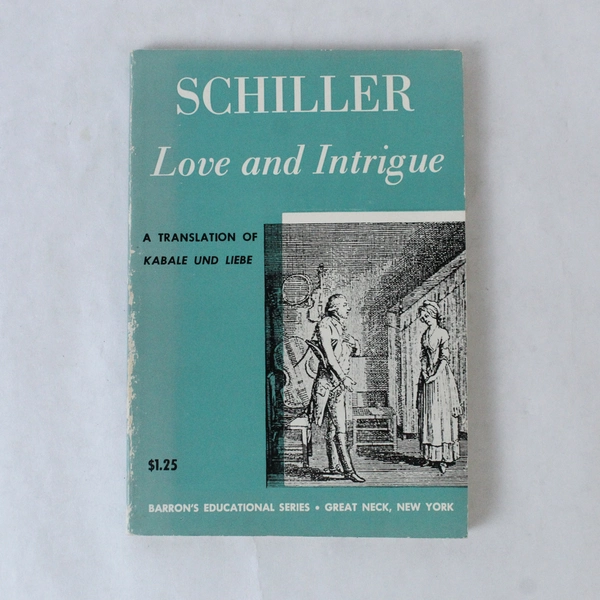 SCHILLER
Love and Intrigue
A TRANSLATION OF
KABALE UND LIEBE
$1.25
BARRON'S EDUCATIONAL SERIES • GREAT NECK, NEW YORK